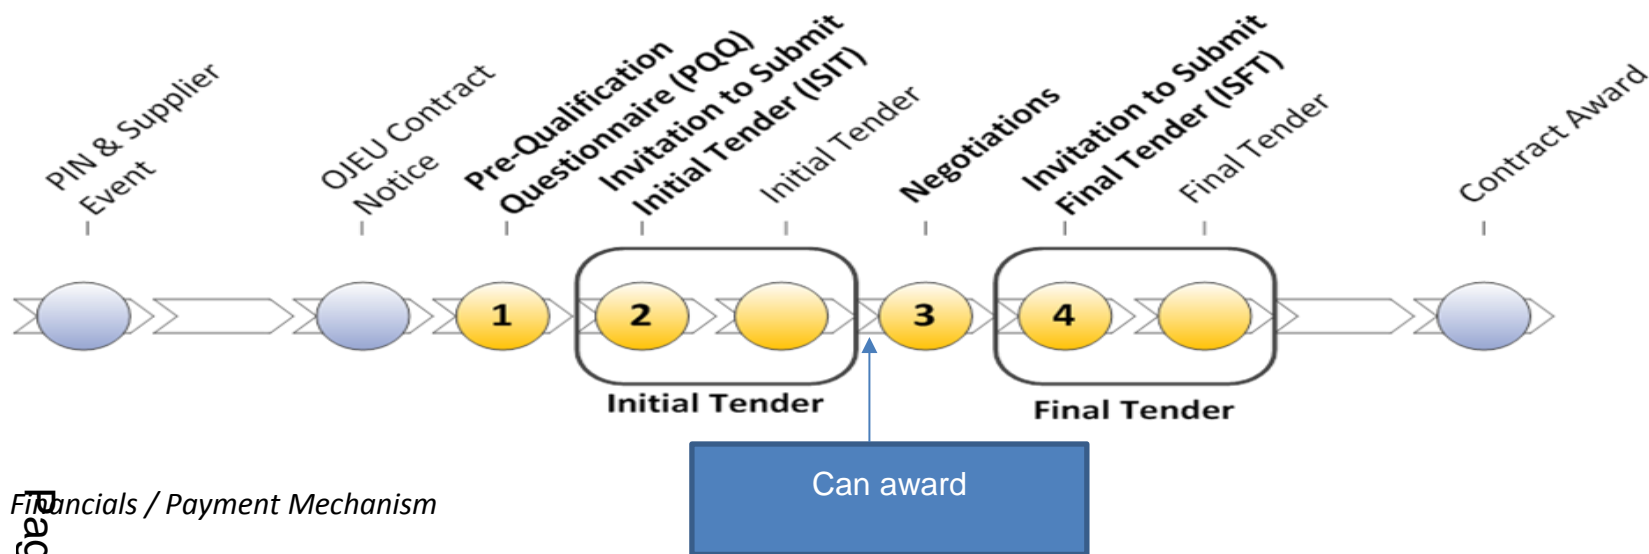 PIN & Supplier
Event
OJEU Contract
Notice
Pre-Qualification
Questionnaire (PQQ)
Invitation to Submit
Initial Tender (ISIT)
Initial Tender
Negotiations
Invitation to Submit
Final Tender (ISFT)
Final Tender
Contract Award
1
2
3
4
Initial Tender
Final Tender
Can award
Financials / Payment Mechanism
Pag